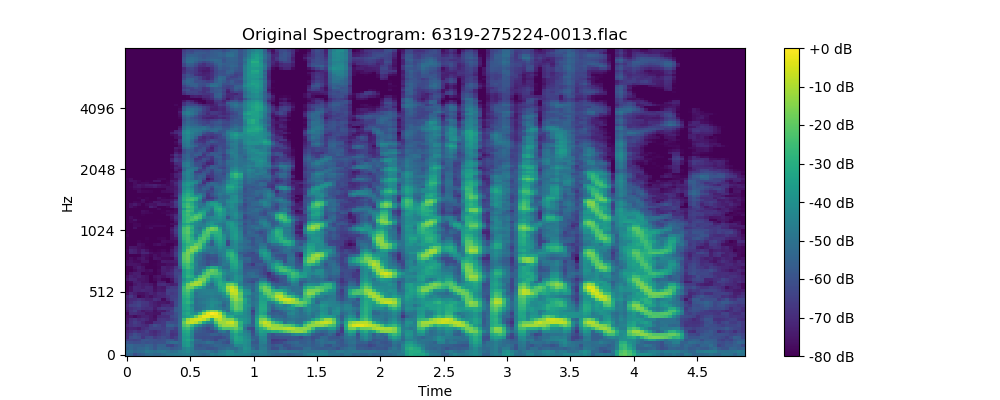 Original Spectrogram: 6319-275224-0013.flac
Hz
4096
2048
1024
512
0
0 0.5 1 1.5 2 2.5 3 3.5 4 4.5
Time
+0 dB
-10 dB
-20 dB
-30 dB
-40 dB
-50 dB
-60 dB
-70 dB
-80 dB